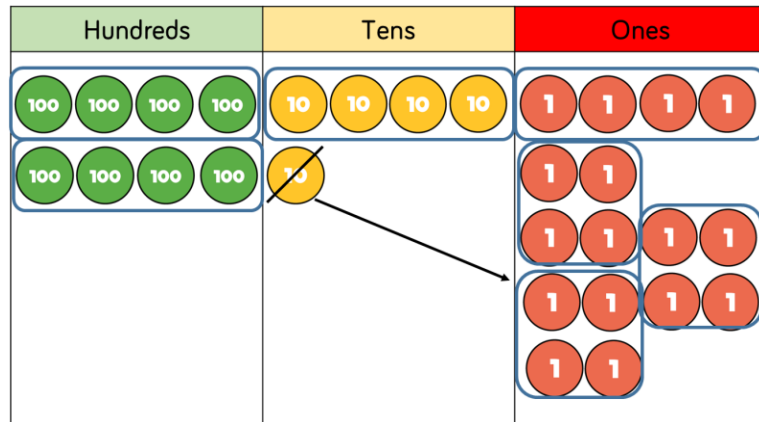 Hundreds Tens Ones
100 100 100 100 10 10 10 10 1 1 1 1
100 100 100 100 10 1 1
1 1 1 1
1 1 1 1
1 1